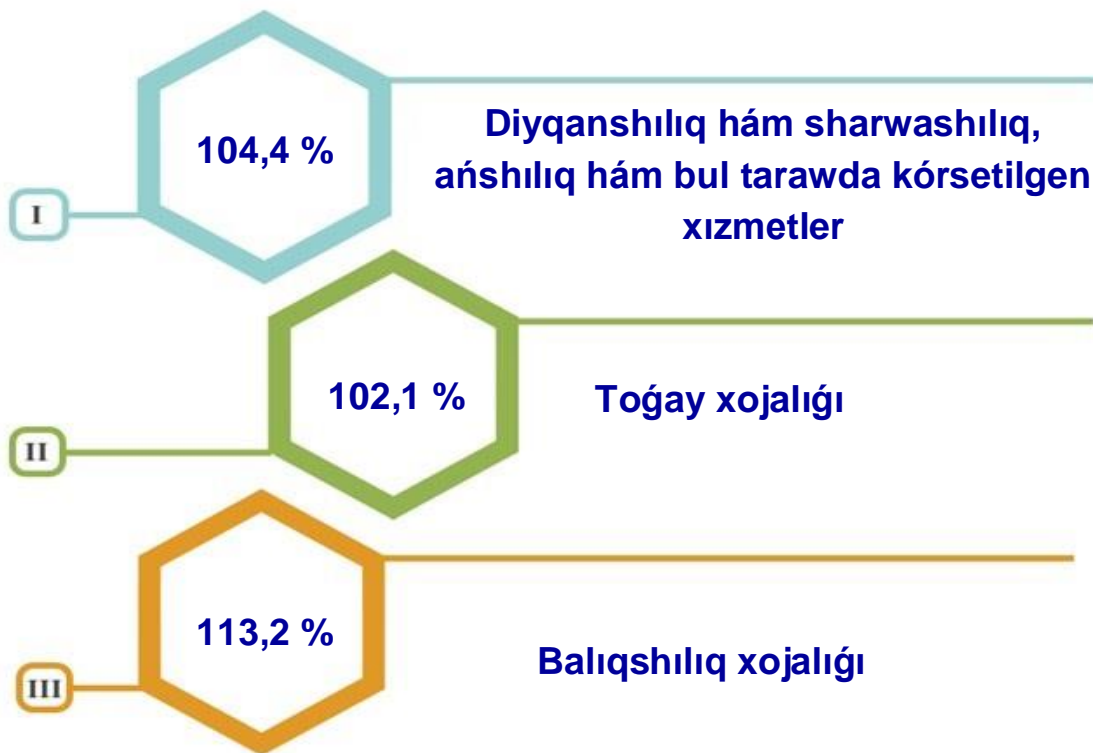 104,4 %
Diyqanshılıq hám sharwashılıq,
ańshılıq hám bul tarawda kórsetilgen
xızmetler
I
102,1 %
Toǵay xojalıǵı
II
113,2 %
Balıqshılıq xojalıǵı
III